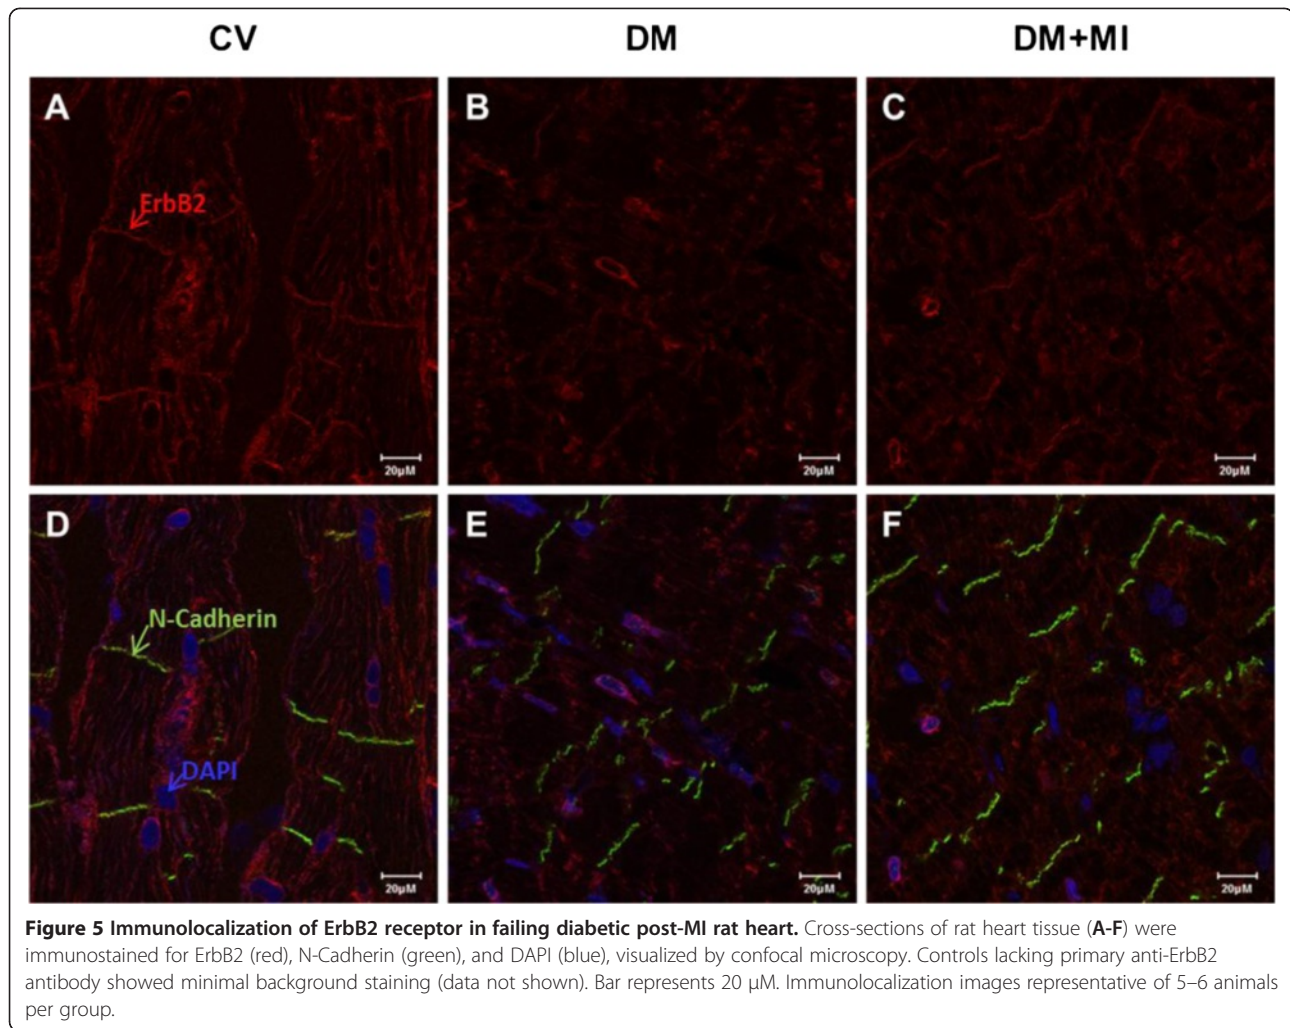 CV DM DM+MI
A B C
ErbB2
20µM 20µM 20µM
D E F
N-Cadherin
DAPI
20µM 20µM 20µM
Figure 5 Immunolocalization of ErbB2 receptor in failing diabetic post-MI rat heart. Cross-sections of rat heart tissue (A-F) were
immunostained for ErbB2 (red), N-Cadherin (green), and DAPI (blue), visualized by confocal microscopy. Controls lacking primary anti-ErbB2
antibody showed minimal background staining (data not shown). Bar represents 20 µM. Immunolocalization images representative of 5–6 animals
per group.